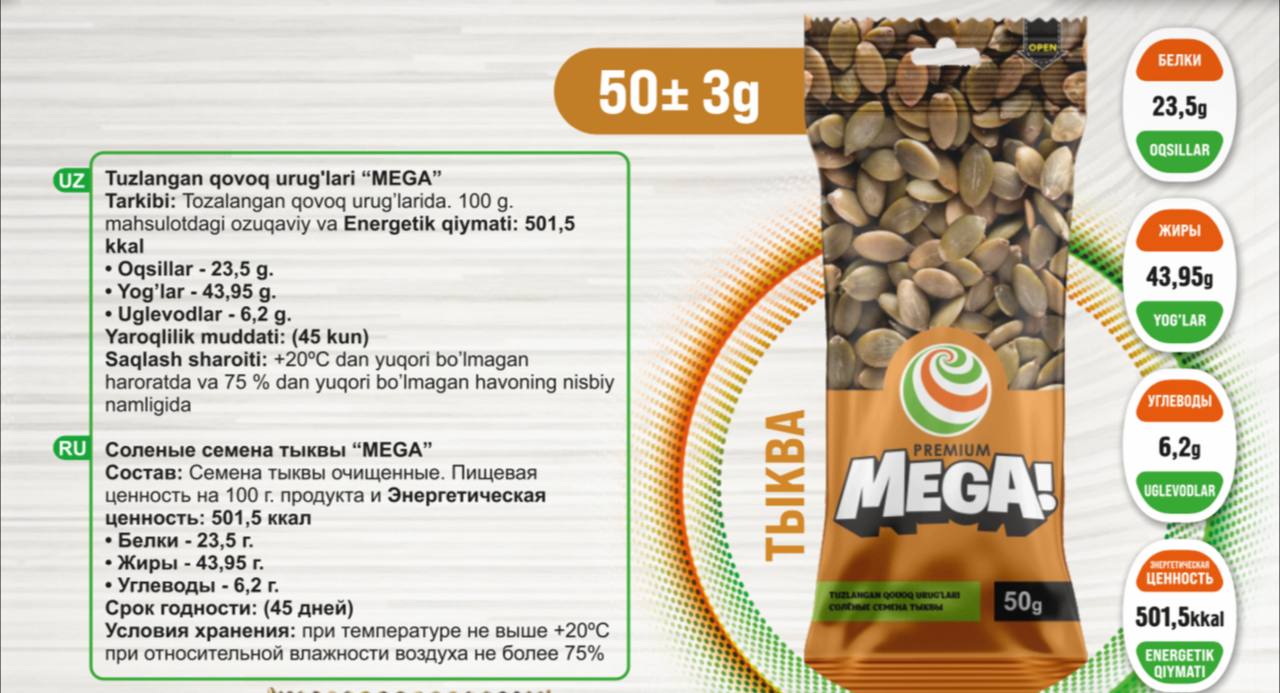 50± 3g
UZ
Tuzlangan qovoq urug'lari “MEGA”
Tarkibi: Tozalangan qovoq urug’larida. 100 g.
mahsulotdagi ozuqaviy va Energetik qiymati: 501,5
kkal
• Oqsillar - 23,5 g.
• Yog’lar - 43,95 g.
• Uglevodlar - 6,2 g.
Yaroqlilik muddati: (45 kun)
Saqlash sharoiti: +20ºC dan yuqori bo’lmagan
haroratda va 75 % dan yuqori bo’lmagan havoning nisbiy
namligida
RU
Соленые семена тыквы “MEGA”
Состав: Семена тыквы очищенные. Пищевая
ценность на 100 г. продукта и Энергетическая
ценность: 501,5 ккал
• Белки - 23,5 г.
• Жиры - 43,95 г.
• Углеводы - 6,2 г.
Срок годности: (45 дней)
Условия хранения: при температуре не выше +20ºC
при относительной влажности воздуха не более 75%
ТЫКВА
OPEN
PREMIUM
MEGA!
TUZLANGAN QOVOQ URUG'LARI
СОЛЁНЫЕ СЕМЕНА ТЫКВЫ
50g
БЕЛКИ
23,5g
OQSILLAR
ЖИРЫ
43,95g
YOG’LAR
УГЛЕВОДЫ
6,2g
UGLEVODLAR
ЭНЕРГЕТИЧЕСКАЯ
ЦЕННОСТЬ
501,5kkal
ENERGETIK
QIYMATI